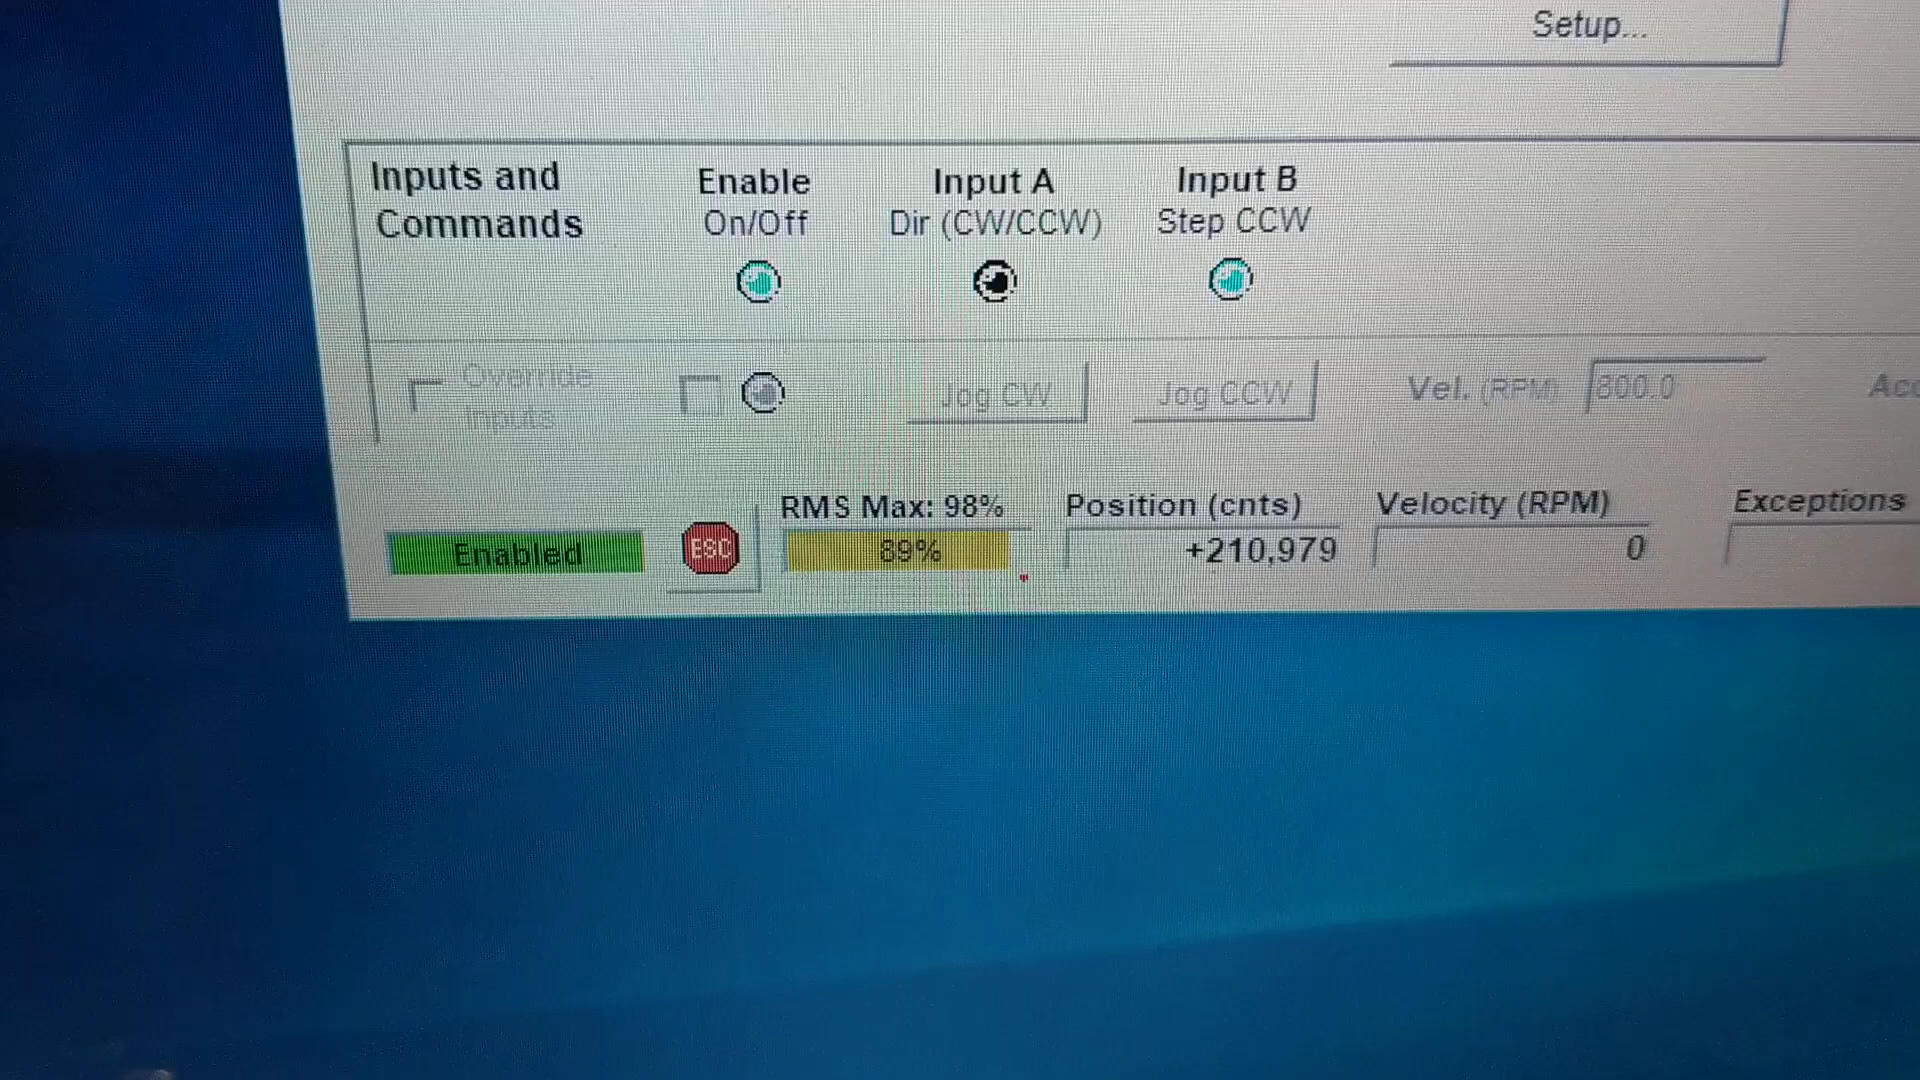 Setup...
Inputs and
Commands
Enable
On/Off
Input A
Dir (CW/CCW)
Input B
Step CCW
Override
Inputs
Jog CW
Jog CCW
Vel. (RPM)
800.0
Enabled
ESC
RMS Max: 98%
89%
Position (cnts)
+210,979
Velocity (RPM)
0
Exceptions